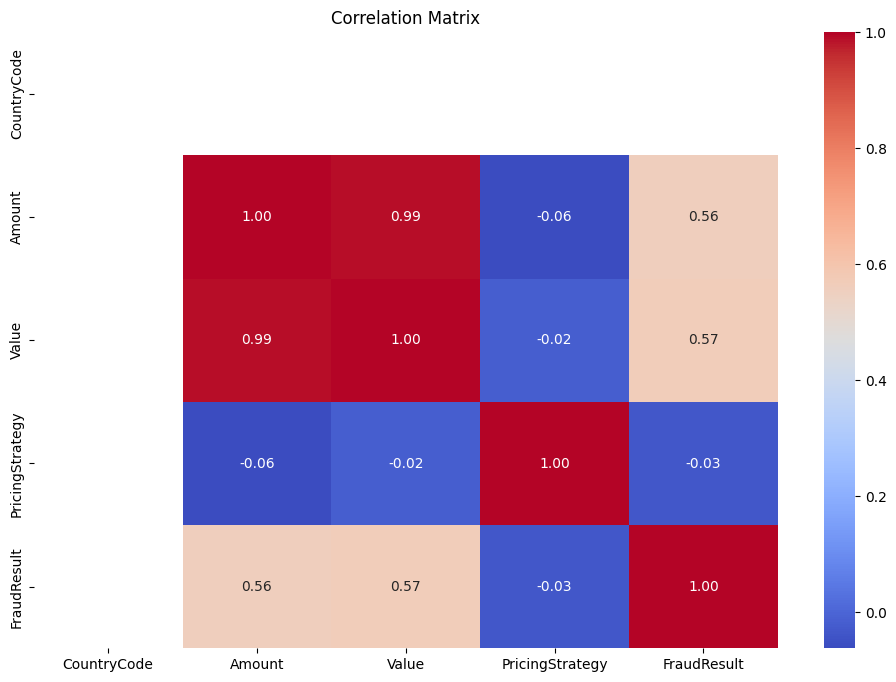 Correlation Matrix
CountryCode
Amount
1.00 0.99 -0.06 0.56
Value
0.99 1.00 -0.02 0.57
PricingStrategy
-0.06 -0.02 1.00 -0.03
FraudResult
0.56 0.57 -0.03 1.00
CountryCode Amount Value PricingStrategy FraudResult
1.0
0.8
0.6
0.4
0.2
0.0